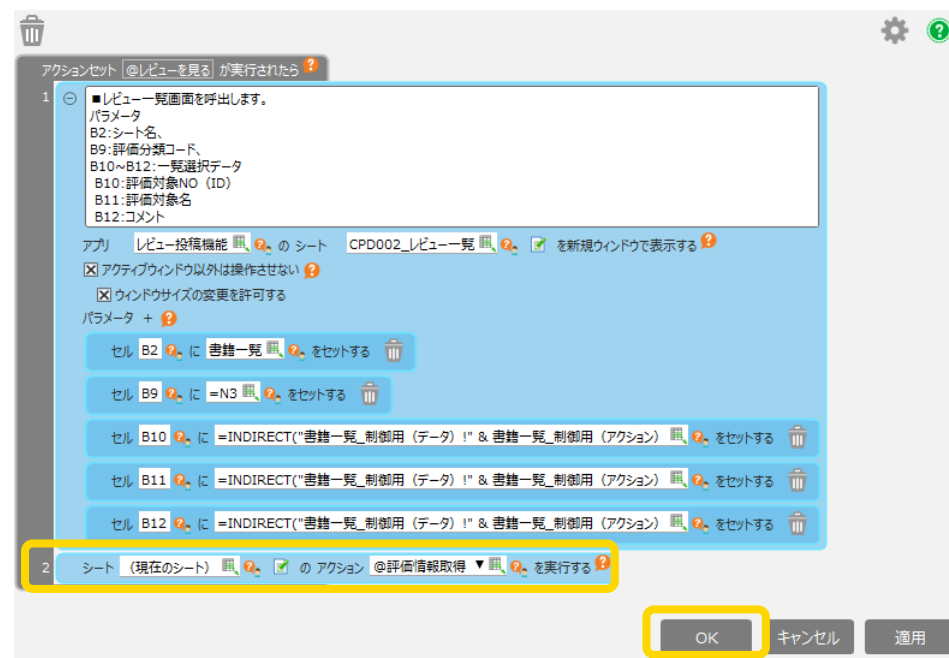 アクションセット @レビューを見る が実行されたら
1
■レビュー一覧画面を呼出します。
パラメータ
B2:シート名、
B9:評価分類コード、
B10~B12:一覧選択データ
B10:評価対象NO（ID）
B11:評価対象名
B12:コメント
アプリ レビュー投稿機能 の シート CPD002_レビュー一覧 を新規ウィンドウで表示する
アクティブウィンドウ以外は操作させない
ウィンドウサイズの変更を許可する
パラメータ +
セル B2 に 書籍一覧 をセットする
セル B9 に =N3 をセットする
セル B10 に =INDIRECT("書籍一覧_制御用（データ）!" & 書籍一覧_制御用（アクション） をセットする
セル B11 に =INDIRECT("書籍一覧_制御用（データ）!" & 書籍一覧_制御用（アクション） をセットする
セル B12 に =INDIRECT("書籍一覧_制御用（データ）!" & 書籍一覧_制御用（アクション） をセットする
2 シート （現在のシート） の アクション @評価情報取得 ▼ を実行する
OK キャンセル 適用